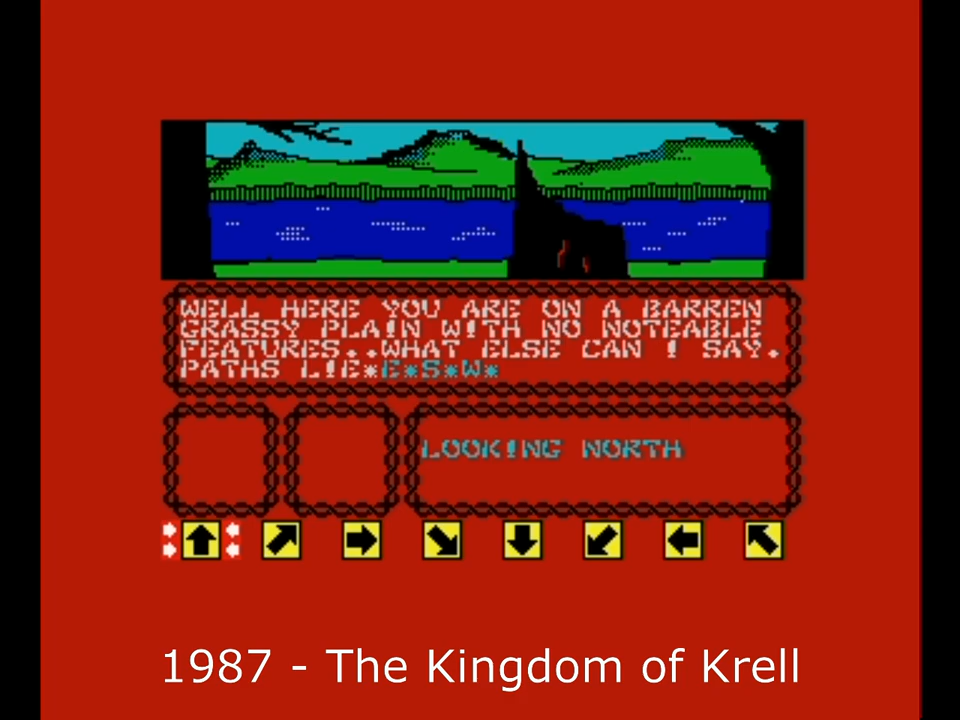 WELL HERE YOU ARE ON A BARREN
GRASSY PLAIN WITH NO NOTEABLE
FEATURES..WHAT ELSE CAN I SAY.
PATHS LIE*E*S*W*
LOOKING NORTH
1987 - The Kingdom of Krell